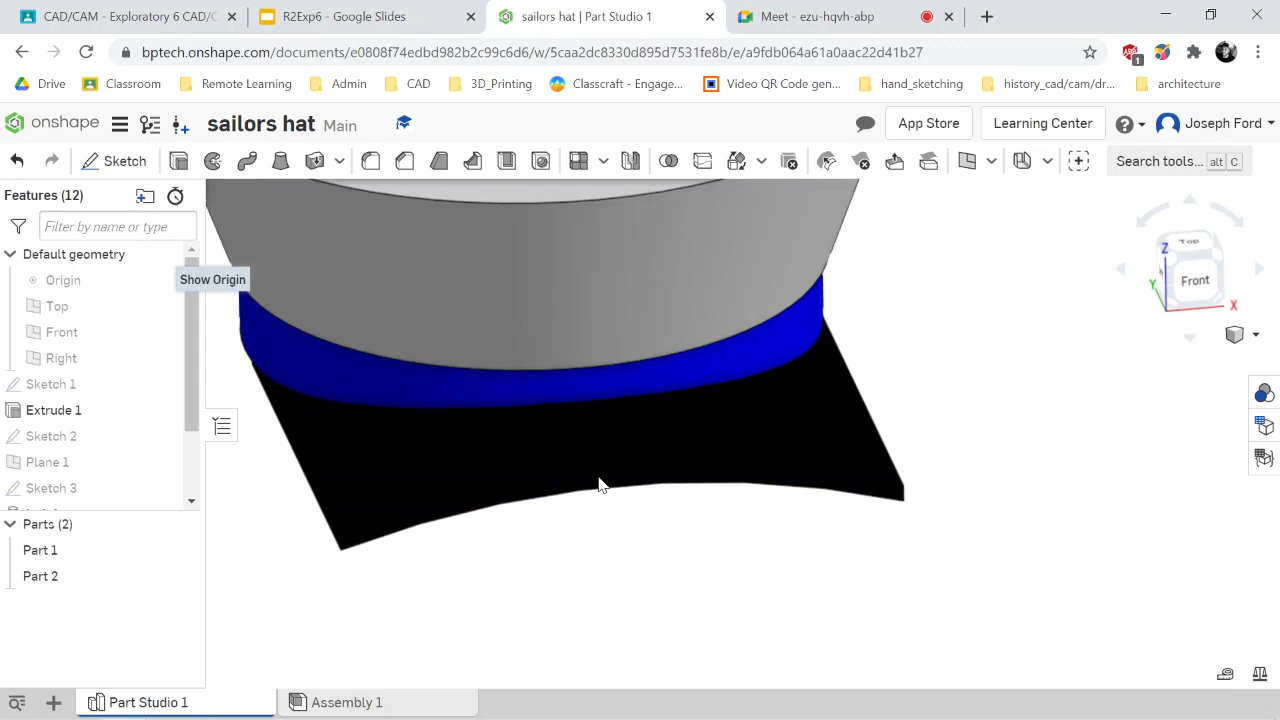 CAD/CAM - Exploratory 6 CAD/C
R2Exp6 - Google Slides
sailors hat | Part Studio 1
Meet - ezu-hqvh-abp
bptech.onshape.com/documents/e0808f74edbd982b2c99c6d6/w/5caa2dc8330d895d7531fe8b/e/a9fdb064a61a0aac22d41b27
1
Drive
Classroom
Remote Learning
Admin
CAD
3D_Printing
Classcraft - Engage...
Video QR Code gen...
hand_sketching
history_cad/cam/dr...
architecture
onshape
sailors hat Main
App Store
Learning Center
Joseph Ford
Sketch
Search tools... alt C
Features (12)
Filter by name or type
Default geometry
Origin
Show Origin
Top
Front
Right
Sketch 1
Extrude 1
Sketch 2
Plane 1
Sketch 3
Parts (2)
Part 1
Part 2
Top
Front
Z
Y
X
Part Studio 1
Assembly 1